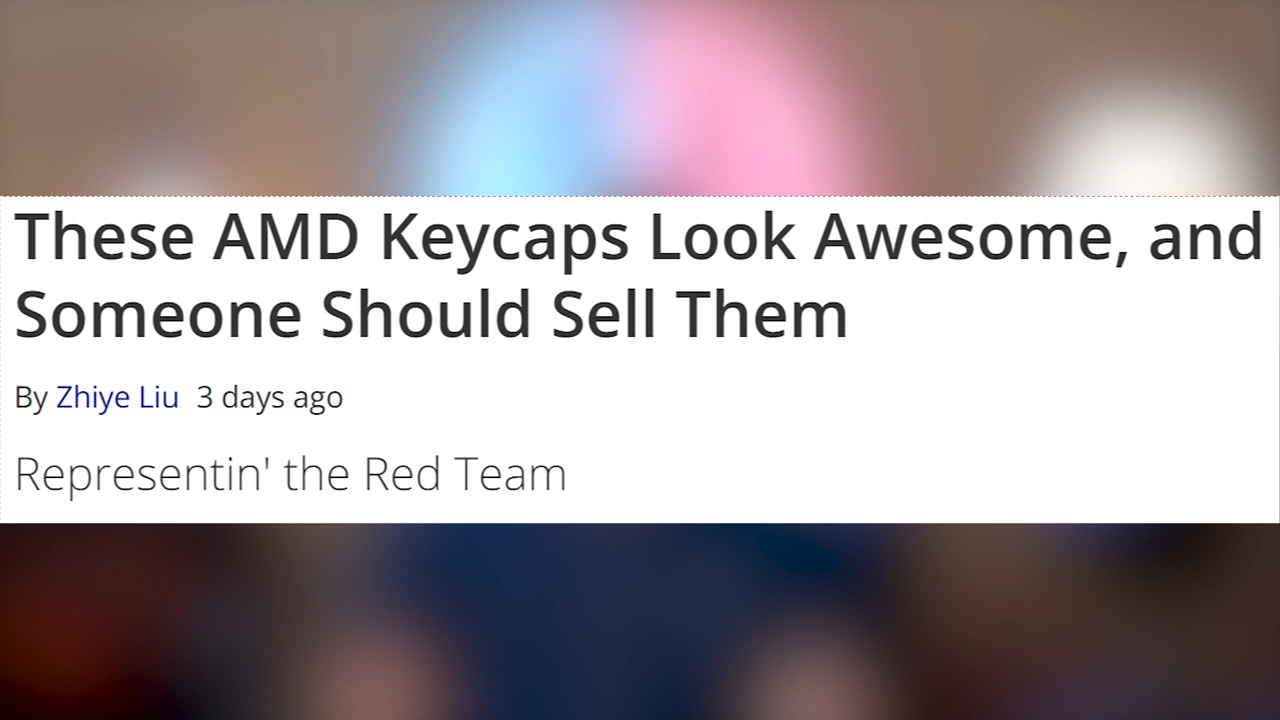 These AMD Keycaps Look Awesome, and
Someone Should Sell Them
By Zhiye Liu 3 days ago
Representin' the Red Team